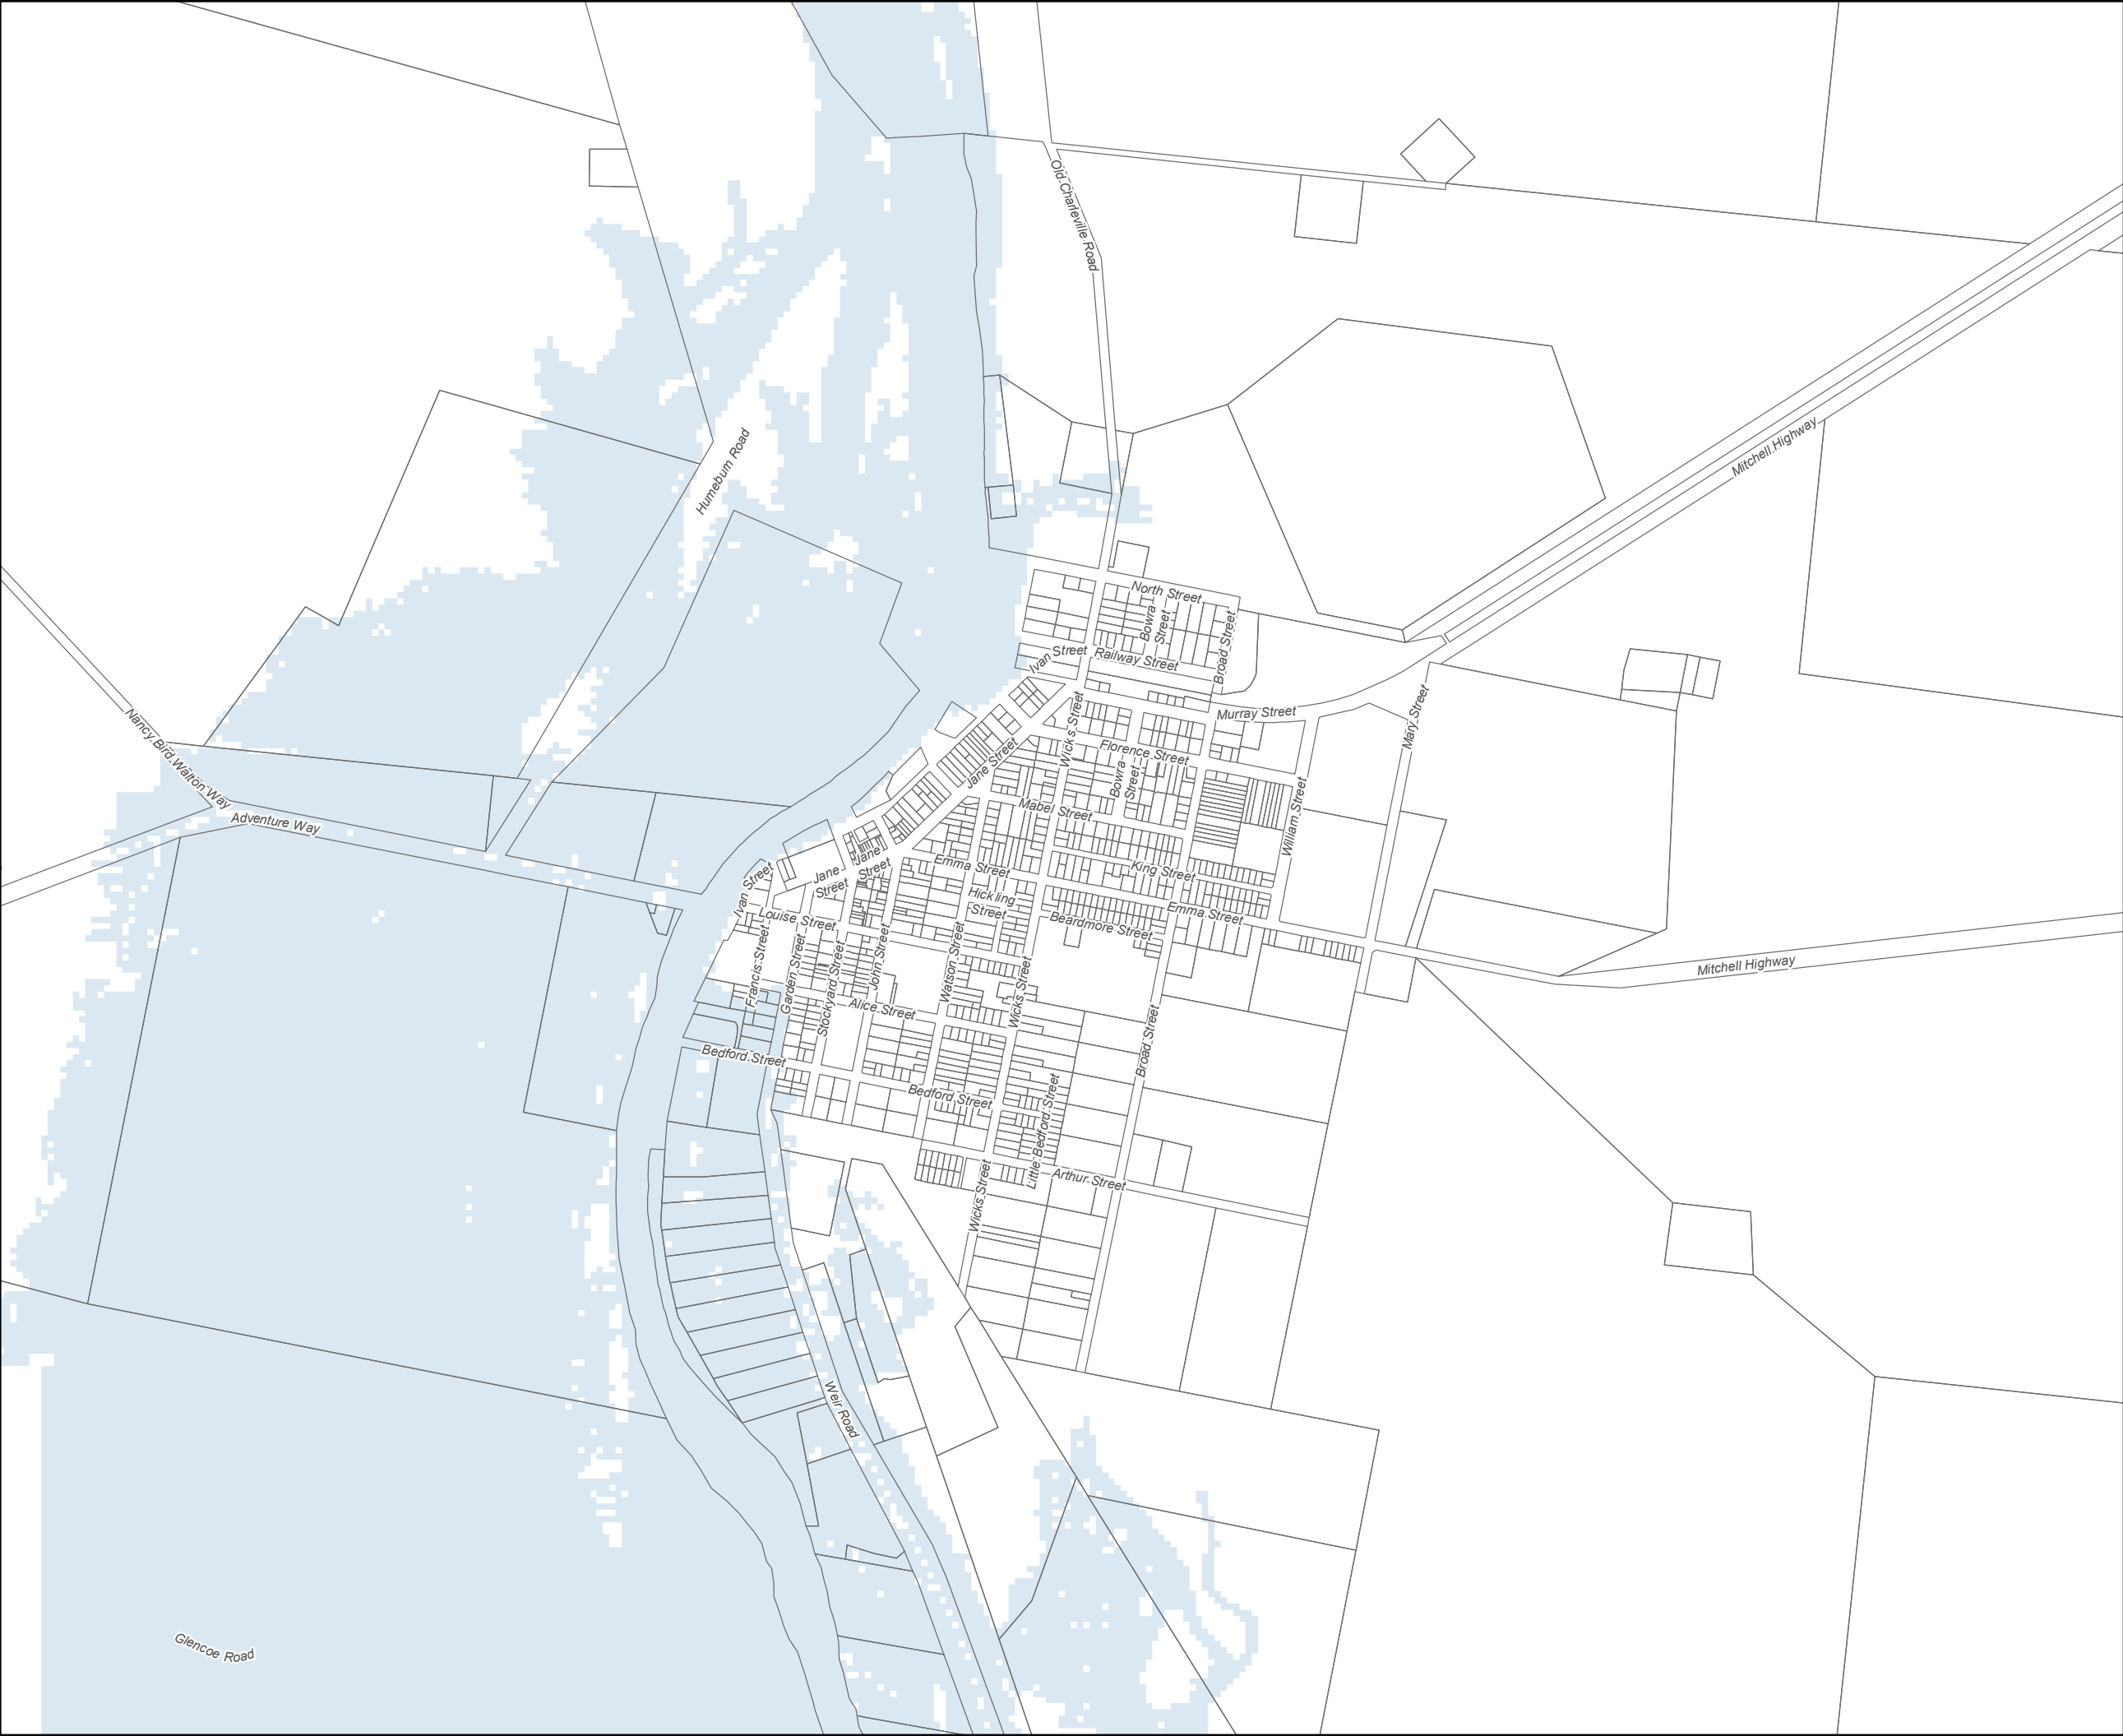 Old Charleville Road
Mitchell Highway
Humeburn Road
North Street
Bowra
Street
Broad Street
Ivan Street
Railway Street
Nancy Bird Walton Way
Wicks Street
Murray Street
Mary Street
Florence Street
Jane Street
Bowra
Street
Adventure Way
Mabel Street
William Street
Jane
Street
Emma Street
King Street
Jane
Street
Ivan Street
Hickling
Street
Emma Street
Louise Street
Beardmore Street
Francis Street
Garden Street
Stockyard Street
John Street
Watson Street
Wicks Street
Mitchell Highway
Alice Street
Broad Street
Bedford Street
Bedford Street
Little Bedford Street
Arthur Street
Wicks Street
Weir Road
Glencoe Road